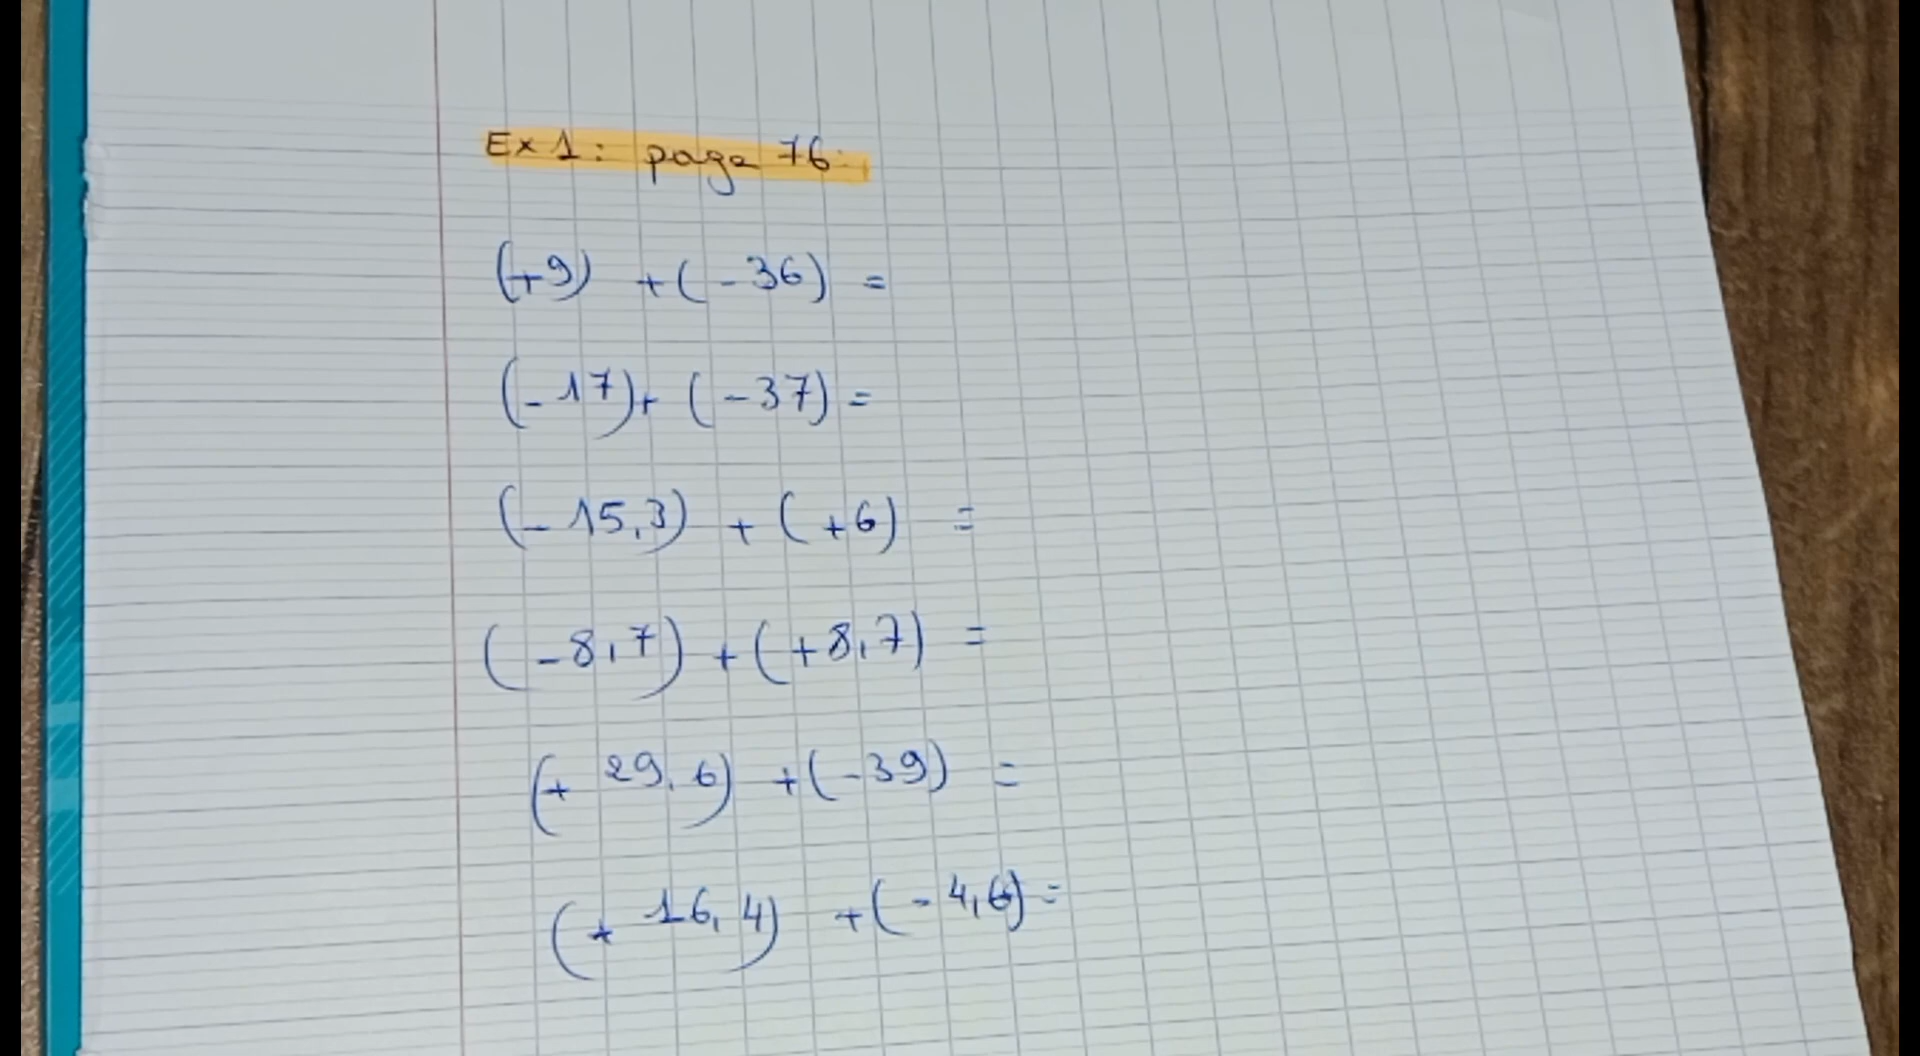 Ex 1: page 76
(+9) +(-36) =
(-17)+ (-37) =
(-15,3) + (+6) =
(-8,7) + (+8,7) =
(+ 29,6) +(-39) =
(+ 16,4) +(-4,6) =